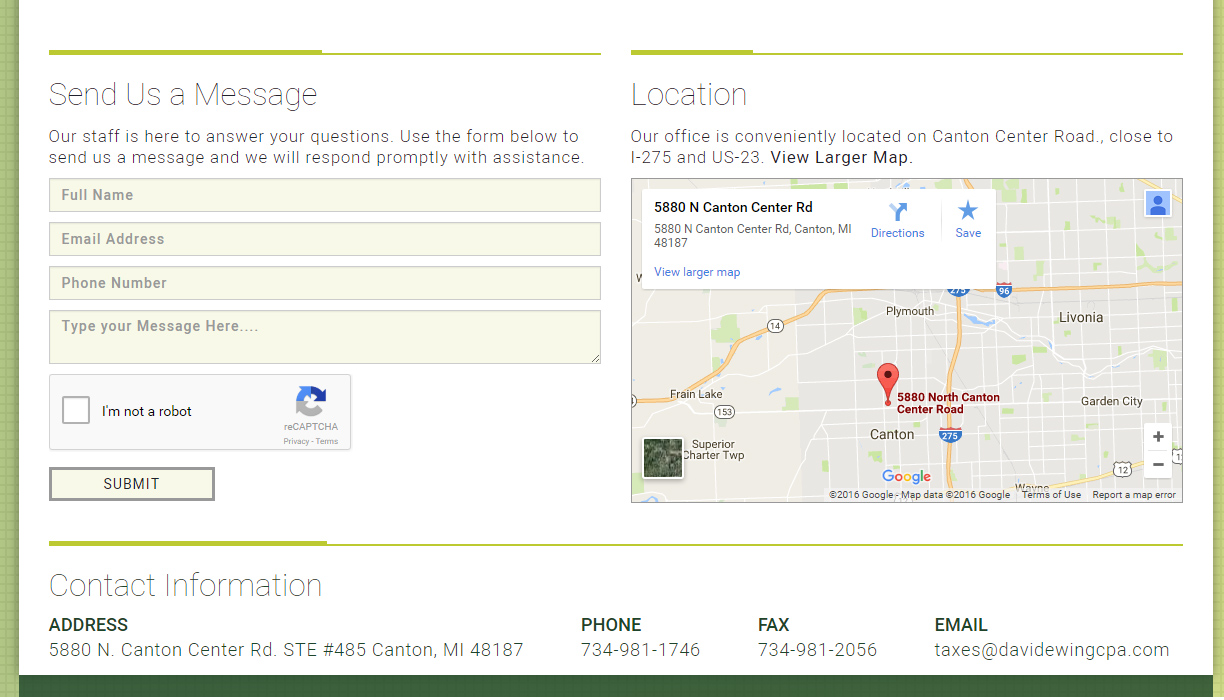 Send Us a Message
Our staff is here to answer your questions. Use the form below to
send us a message and we will respond promptly with assistance.
Full Name
Email Address
Phone Number
Type your Message Here....
I'm not a robot
reCAPTCHA
Privacy - Terms
SUBMIT
Location
Our office is conveniently located on Canton Center Road., close to
I-275 and US-23. View Larger Map.
5880 N Canton Center Rd
5880 N Canton Center Rd, Canton, MI
48187
View larger map
Directions
Save
275
96
Plymouth
14
Livonia
Frain Lake
153
5880 North Canton
Center Road
Garden City
Canton
275
Superior
Charter Twp
+
−
12
Google
Wayne
©2016 Google - Map data ©2016 Google
Terms of Use
Report a map error
Contact Information
ADDRESS
5880 N. Canton Center Rd. STE #485 Canton, MI 48187
PHONE
734-981-1746
FAX
734-981-2056
EMAIL
taxes@davidewingcpa.com